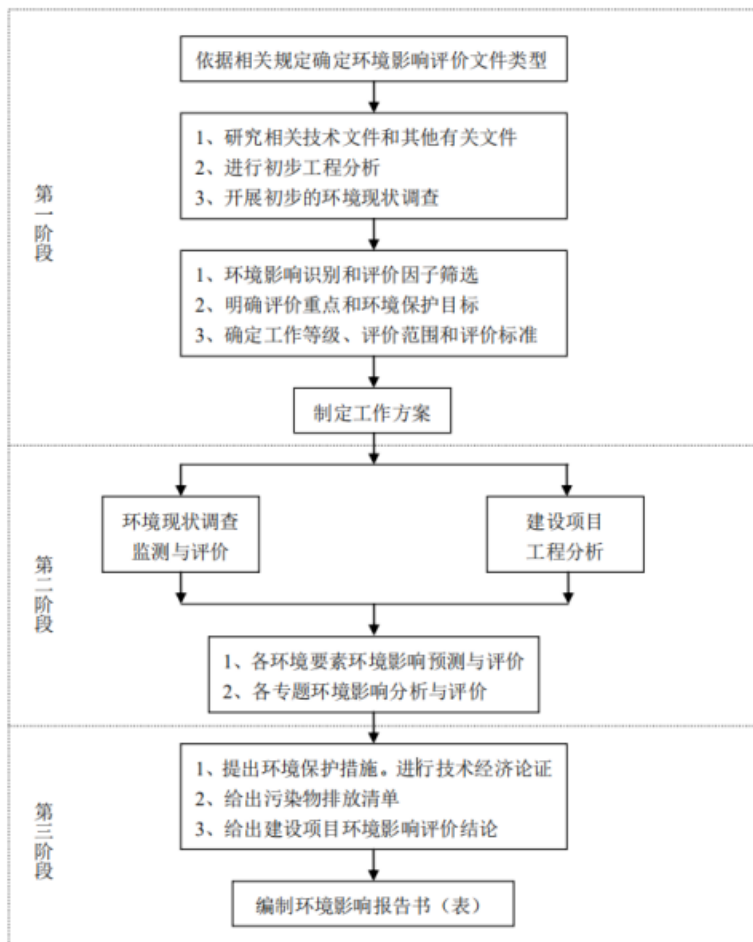 依据相关规定确定环境影响评价文件类型
1、研究相关技术文件和其他有关文件
2、进行初步工程分析
3、开展初步的环境现状调查
第一阶段
1、环境影响识别和评价因子筛选
2、明确评价重点和环境保护目标
3、确定工作等级、评价范围和评价标准
制定工作方案
环境现状调查
监测与评价
建设项目
工程分析
第二阶段
1、各环境要素环境影响预测与评价
2、各专题环境影响分析与评价
1、提出环境保护措施。进行技术经济论证
2、给出污染物排放清单
3、给出建设项目环境影响评价结论
第三阶段
编制环境影响报告书（表）